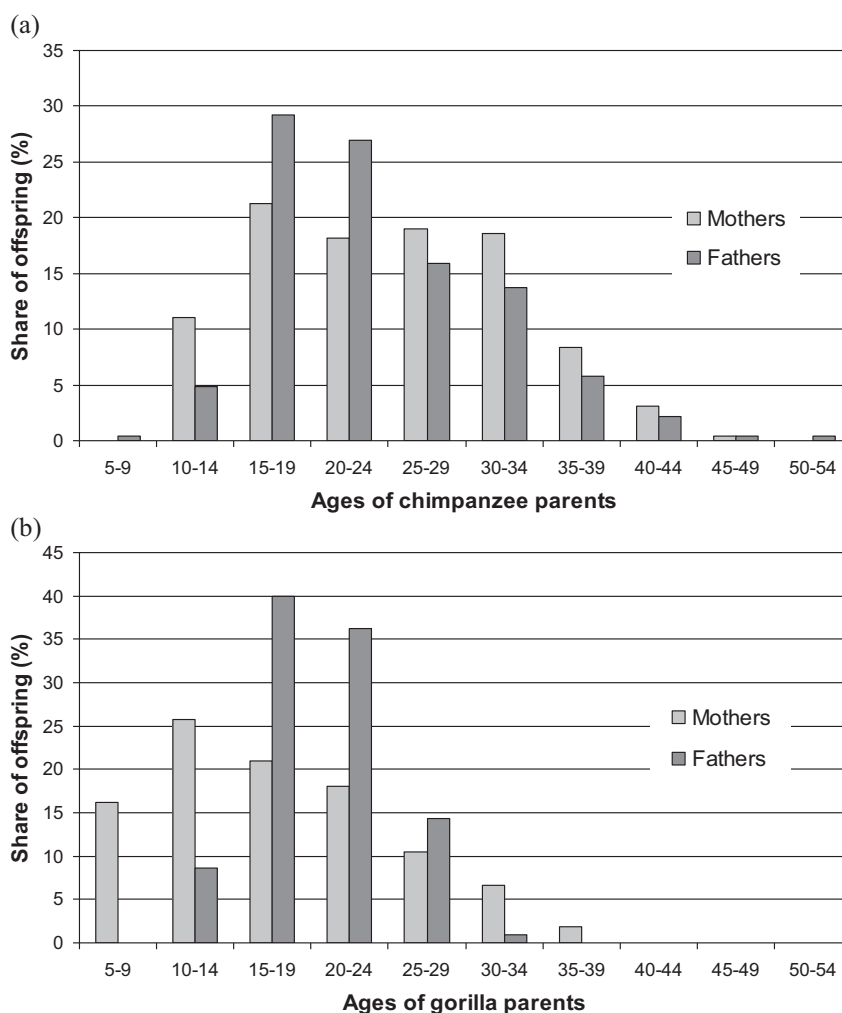 (a)
35
30
25
20
15
10
5
0
Share of offspring (%)
Mothers
Fathers
5-9 10-14 15-19 20-24 25-29 30-34 35-39 40-44 45-49 50-54
Ages of chimpanzee parents
(b)
45
40
35
30
25
20
15
10
5
0
Share of offspring (%)
Mothers
Fathers
5-9 10-14 15-19 20-24 25-29 30-34 35-39 40-44 45-49 50-54
Ages of gorilla parents